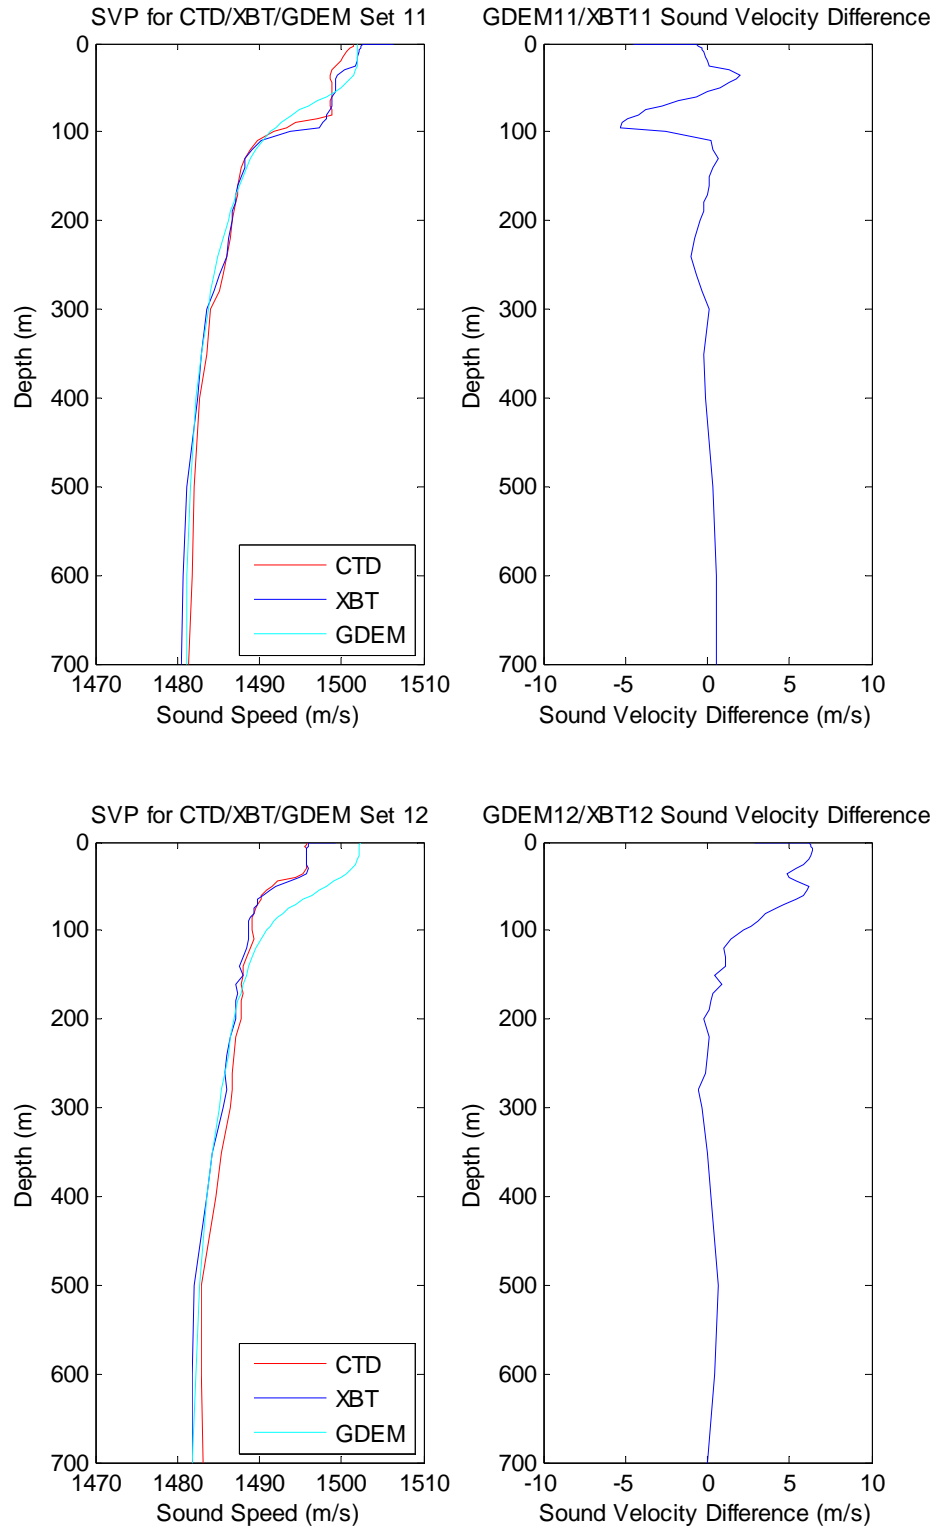 SVP for CTD/XBT/GDEM Set 11
0
100
200
300
400
500
600
700
Depth (m)
CTD
XBT
GDEM
1470 1480 1490 1500 1510
Sound Speed (m/s)
GDEM11/XBT11 Sound Velocity Difference
0
100
200
300
400
500
600
700
Depth (m)
-10 -5 0 5 10
Sound Velocity Difference (m/s)
SVP for CTD/XBT/GDEM Set 12
0
100
200
300
400
500
600
700
Depth (m)
CTD
XBT
GDEM
1470 1480 1490 1500 1510
Sound Speed (m/s)
GDEM12/XBT12 Sound Velocity Difference
0
100
200
300
400
500
600
700
Depth (m)
-10 -5 0 5 10
Sound Velocity Difference (m/s)